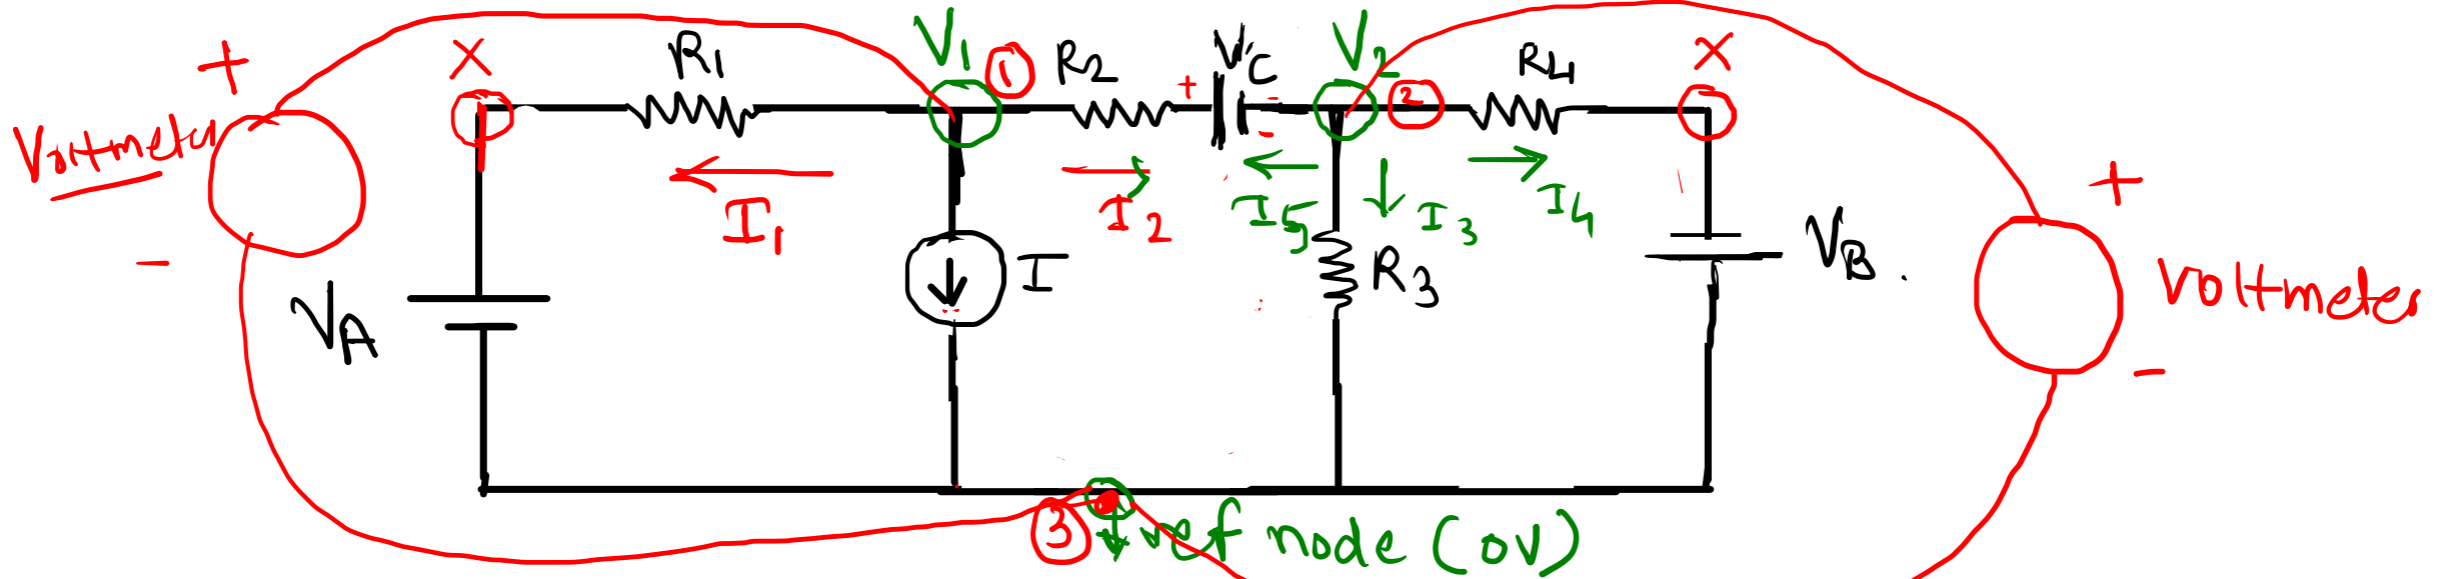 +
X
R1
V1
1
R2
VC
V2
2
R4
X
Voltmeter
+
-
-
I1
I2
I5
I3
I4
+
-
VA
I
R3
VB.
Voltmeter
-
3
ref node (0V)